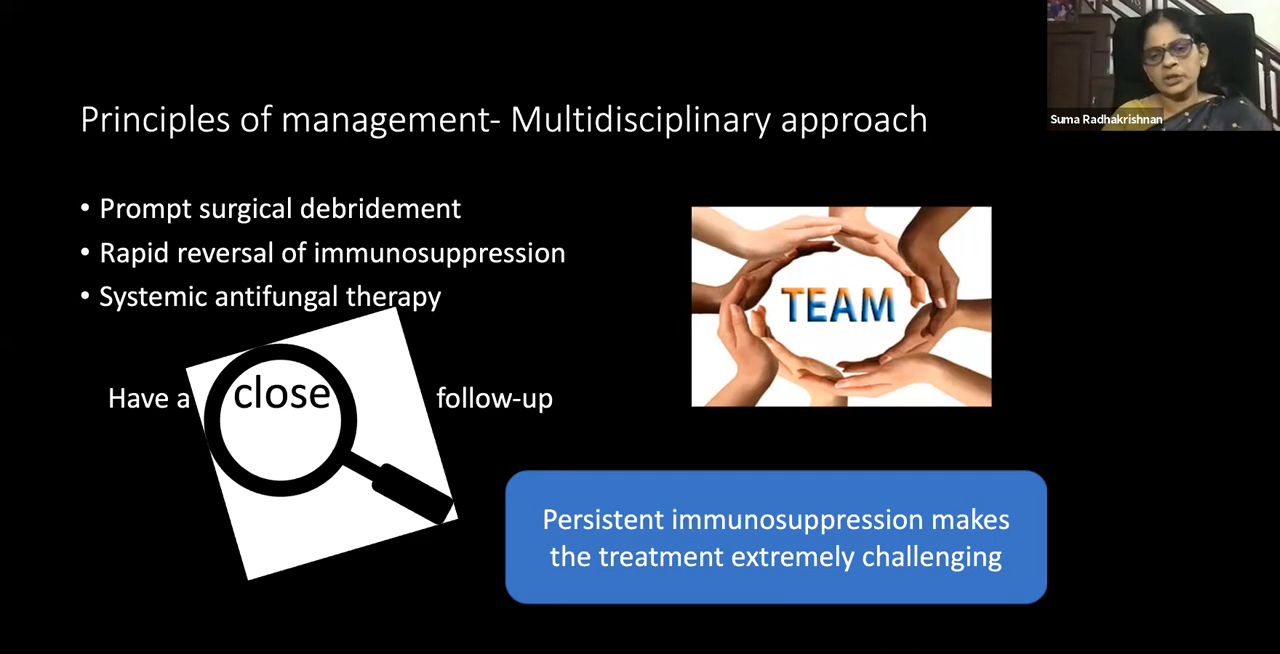 Suma Radhakrishnan
Principles of management- Multidisciplinary approach
• Prompt surgical debridement
• Rapid reversal of immunosuppression
• Systemic antifungal therapy
TEAM
Have a close follow-up
Persistent immunosuppression makes
the treatment extremely challenging